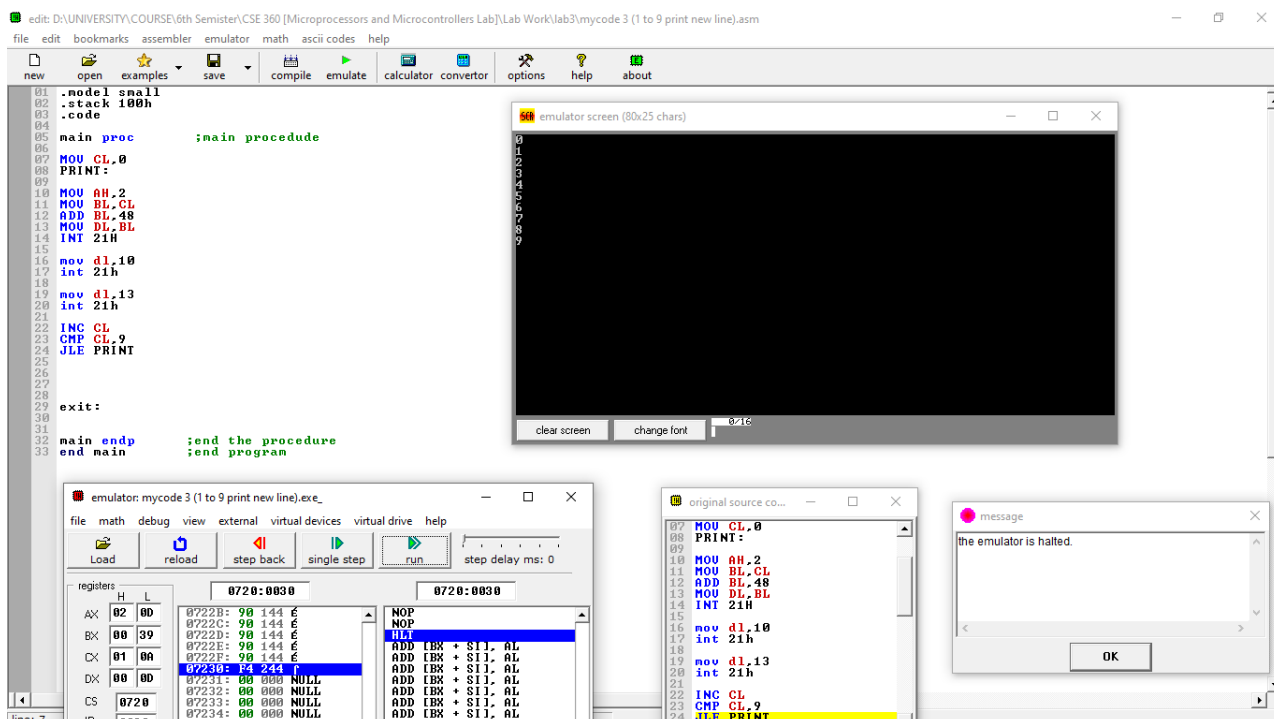 edit: D:\UNIVERSITY\COURSE\6th Semister\CSE 360 [Microprocessors and Microcontrollers Lab]\Lab Work\lab3\mycode 3 (1 to 9 print new line).asm
file edit bookmarks assembler emulator math ascii codes help
new open examples save compile emulate calculator convertor options help about
01 .model small
02 .stack 100h
03 .code
04
05 main proc ;main procedude
06
07 MOV CL,0
08 PRINT:
09
10 MOV AH,2
11 MOV BL,CL
12 ADD BL,48
13 MOV DL,BL
14 INT 21H
15
16 mov dl,10
17 int 21h
18
19 mov dl,13
20 int 21h
21
22 INC CL
23 CMP CL,9
24 JLE PRINT
25
26
27
28
29 exit:
30
31
32 main endp ;end the procedure
33 end main ;end program
SCR emulator screen (80x25 chars)
0
1
2
3
4
5
6
7
8
9
clear screen change font 0/16
emulator: mycode 3 (1 to 9 print new line).exe_
file math debug view external virtual devices virtual drive help
Load reload step back single step run step delay ms: 0
registers H L
AX 02 0D
BX 00 39
CX 01 0A
DX 00 0D
CS 0720
0720:0030 0720:0030
0722B: 90 144 É NOP
0722C: 90 144 É NOP
0722D: 90 144 É HLT
0722E: 90 144 É ADD [BX + SI], AL
0722F: 90 144 É ADD [BX + SI], AL
07230: F4 244 ⌠ ADD [BX + SI], AL
07231: 00 000 NULL ADD [BX + SI], AL
07232: 00 000 NULL ADD [BX + SI], AL
07233: 00 000 NULL ADD [BX + SI], AL
07234: 00 000 NULL ADD [BX + SI], AL
original source co...
07 MOV CL,0
08 PRINT:
09
10 MOV AH,2
11 MOV BL,CL
12 ADD BL,48
13 MOV DL,BL
14 INT 21H
15
16 mov dl,10
17 int 21h
18
19 mov dl,13
20 int 21h
21
22 INC CL
23 CMP CL,9
24 JLE PRINT
message
the emulator is halted.
OK